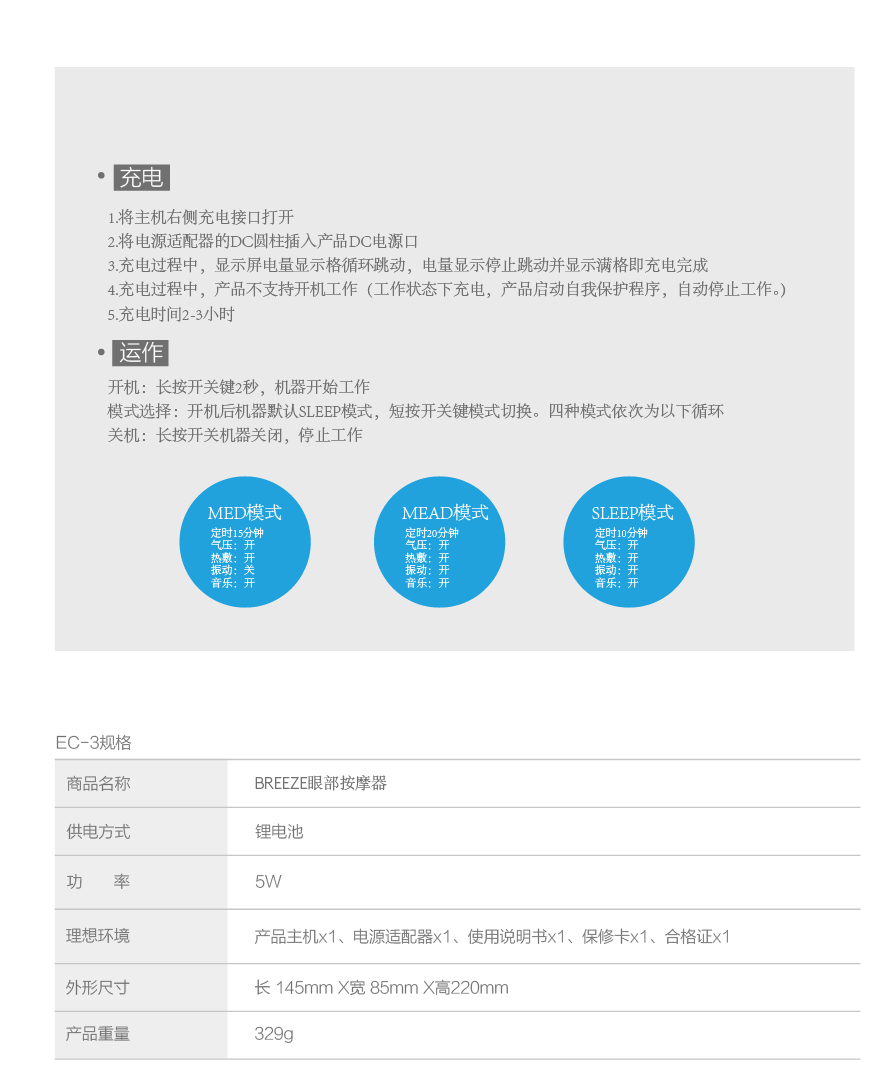 • 充电
1.将主机右侧充电接口打开
2.将电源适配器的DC圆柱插入产品DC电源口
3.充电过程中，显示屏电量显示格循环跳动，电量显示停止跳动并显示满格即充电完成
4.充电过程中，产品不支持开机工作（工作状态下充电，产品启动自我保护程序，自动停止工作。)
5.充电时间2-3小时
• 运作
开机：长按开关键2秒，机器开始工作
模式选择：开机后机器默认SLEEP模式，短按开关键模式切换。四种模式依次为以下循环
关机：长按开关机器关闭，停止工作
MED模式
定时15分钟
气压：开
热敷：开
振动：关
音乐：开
MEAD模式
定时20分钟
气压：开
热敷：开
振动：开
音乐：开
SLEEP模式
定时10分钟
气压：开
热敷：开
振动：开
音乐：开
EC-3规格
商品名称 BREEZE眼部按摩器
供电方式 锂电池
功 率 5W
理想环境 产品主机x1、电源适配器x1、使用说明书x1、保修卡x1、合格证x1
外形尺寸 长 145mm X宽 85mm X高220mm
产品重量 329g